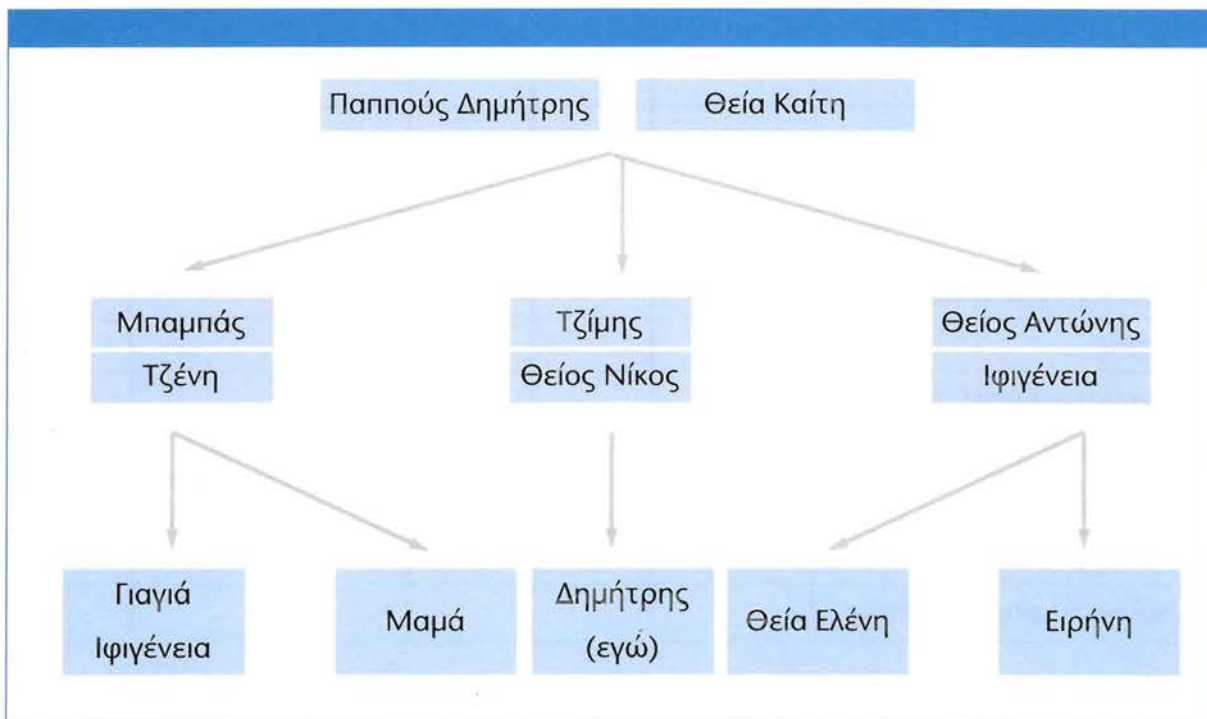 Παππούς Δημήτρης
Θεία Καίτη
Μπαμπάς
Τζένη
Τζίμης
Θείος Νίκος
Θείος Αντώνης
Ιφιγένεια
Γιαγιά
Ιφιγένεια
Μαμά
Δημήτρης
(εγώ)
Θεία Ελένη
Ειρήνη